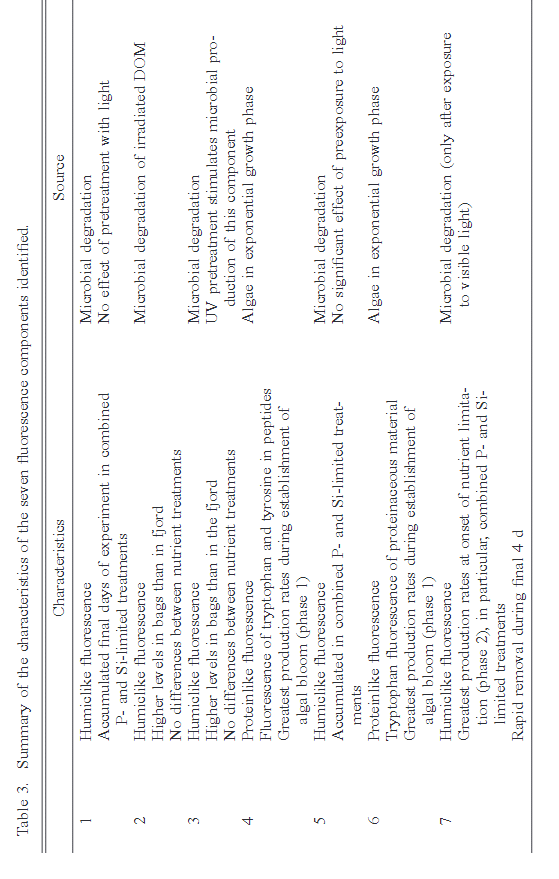 Table 3. Summary of the characteristics of the seven fluorescence components identified.
Characteristics Source
1 Humiclike fluorescence Microbial degradation
Accumulated final days of experiment in combined No effect of pretreatment with light
P- and Si-limited treatments
2 Humiclike fluorescence Microbial degradation of irradiated DOM
Higher levels in bags than in fjord
No differences between nutrient treatments
3 Humiclike fluorescence Microbial degradation
Higher levels in bags than in the fjord UV pretreatment stimulates microbial pro-
No differences between nutrient treatments duction of this component
4 Proteinlike fluorescence Algae in exponential growth phase
Fluorescence of tryptophan and tyrosine in peptides
Greatest production rates during establishment of
algal bloom (phase 1)
5 Humiclike fluorescence Microbial degradation
Accumulated in combined P- and Si-limited treat- No significant effect of preexposure to light
ments
6 Proteinlike fluorescence Algae in exponential growth phase
Tryptophan fluorescence of proteinaceous material
Greatest production rates during establishment of
algal bloom (phase 1)
7 Humiclike fluorescence Microbial degradation (only after exposure
Greatest production rates at onset of nutrient limita- to visible light)
tion (phase 2), in particular, combined P- and Si-
limited treatments
Rapid removal during final 4 d